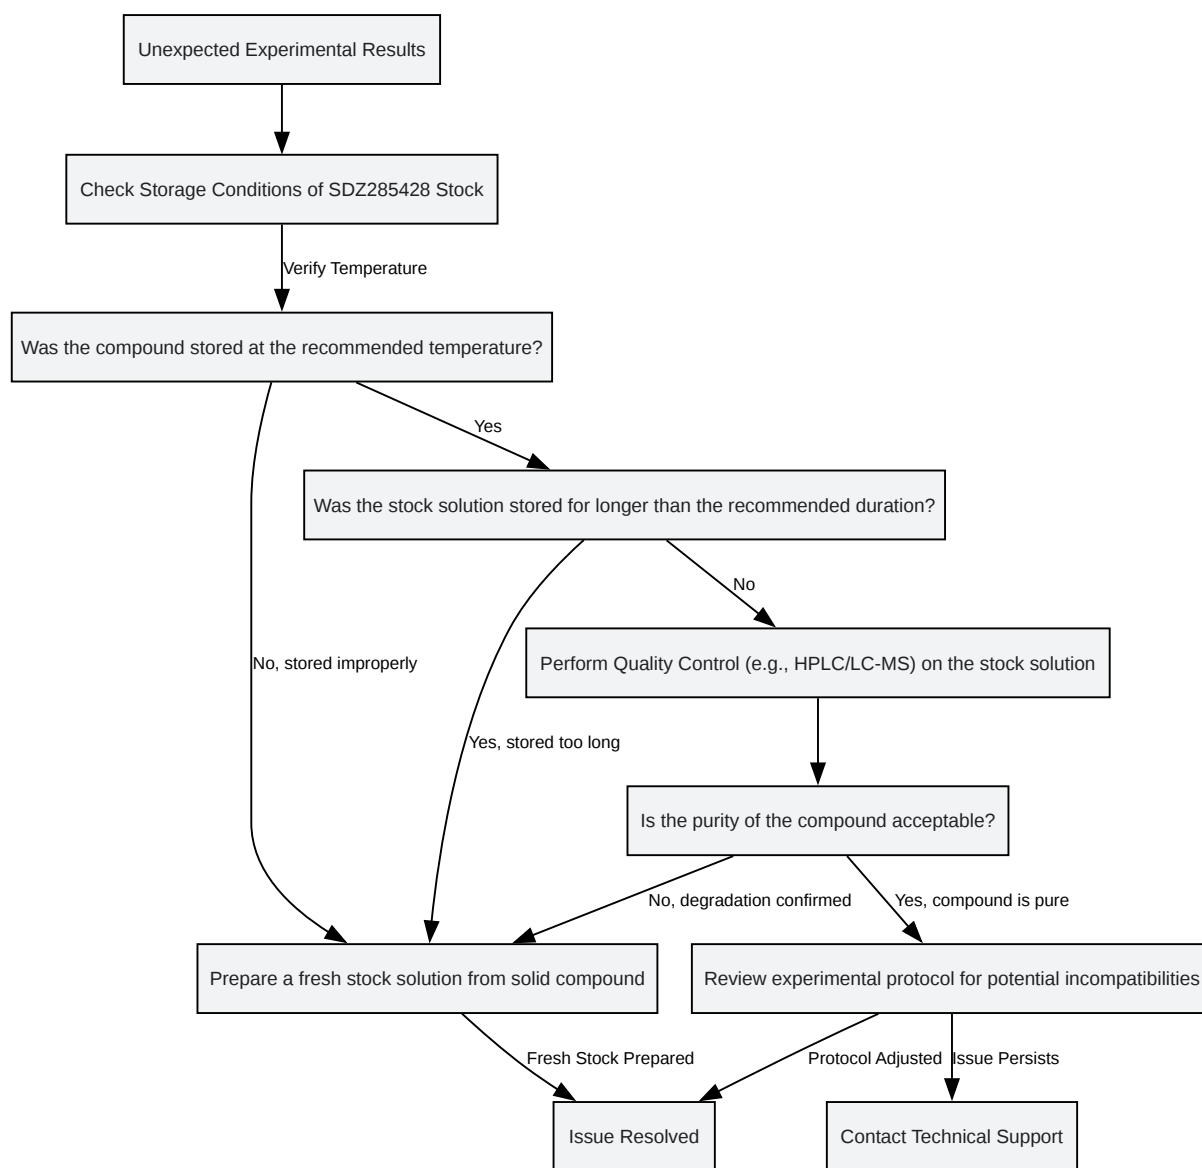 Unexpected Experimental Results
Check Storage Conditions of SDZ285428 Stock
Verify Temperature
Was the compound stored at the recommended temperature?
Yes
Was the stock solution stored for longer than the recommended duration?
No
Perform Quality Control (e.g., HPLC/LC-MS) on the stock solution
No, stored improperly
Yes, stored too long
Is the purity of the compound acceptable?
No, degradation confirmed
Yes, compound is pure
Prepare a fresh stock solution from solid compound
Review experimental protocol for potential incompatibilities
Fresh Stock Prepared
Protocol Adjusted
Issue Persists
Issue Resolved
Contact Technical Support